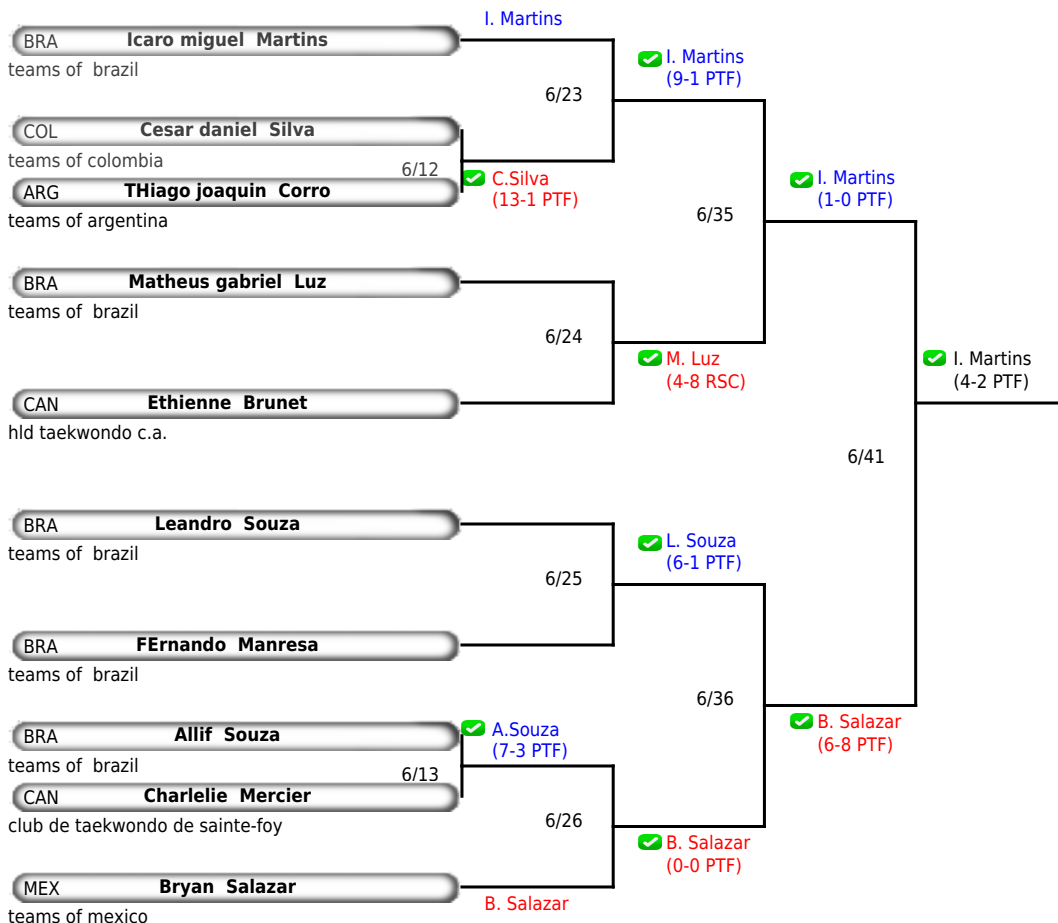 I. Martins
BRA Icaro miguel Martins
teams of brazil
I. Martins
(9-1 PTF)
6/23
COL Cesar daniel Silva
teams of colombia
6/12
C.Silva
(13-1 PTF)
ARG THiago joaquin Corro
teams of argentina
I. Martins
(1-0 PTF)
6/35
BRA Matheus gabriel Luz
teams of brazil
6/24
M. Luz
(4-8 RSC)
I. Martins
(4-2 PTF)
CAN Ethienne Brunet
hld taekwondo c.a.
6/41
BRA Leandro Souza
teams of brazil
L. Souza
(6-1 PTF)
6/25
BRA FErnando Manresa
teams of brazil
6/36
BRA Allif Souza
teams of brazil
A.Souza
(7-3 PTF)
B. Salazar
(6-8 PTF)
6/13
CAN Charlelie Mercier
club de taekwondo de sainte-foy
6/26
B. Salazar
(0-0 PTF)
MEX Bryan Salazar
teams of mexico
B. Salazar